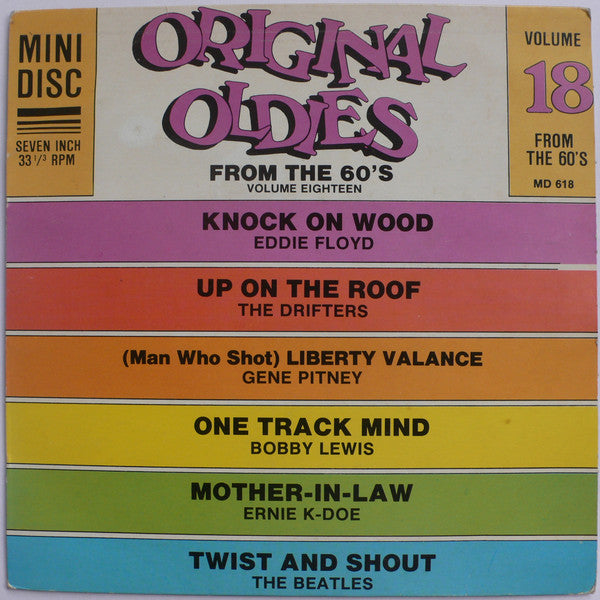 MINI
DISC
SEVEN INCH
33 1/3 RPM
ORIGINAL
OLDIES
FROM THE 60'S
VOLUME EIGHTEEN
VOLUME
18
FROM
THE 60'S
MD 618
KNOCK ON WOOD
EDDIE FLOYD
UP ON THE ROOF
THE DRIFTERS
(Man Who Shot) LIBERTY VALANCE
GENE PITNEY
ONE TRACK MIND
BOBBY LEWIS
MOTHER-IN-LAW
ERNIE K-DOE
TWIST AND SHOUT
THE BEATLES